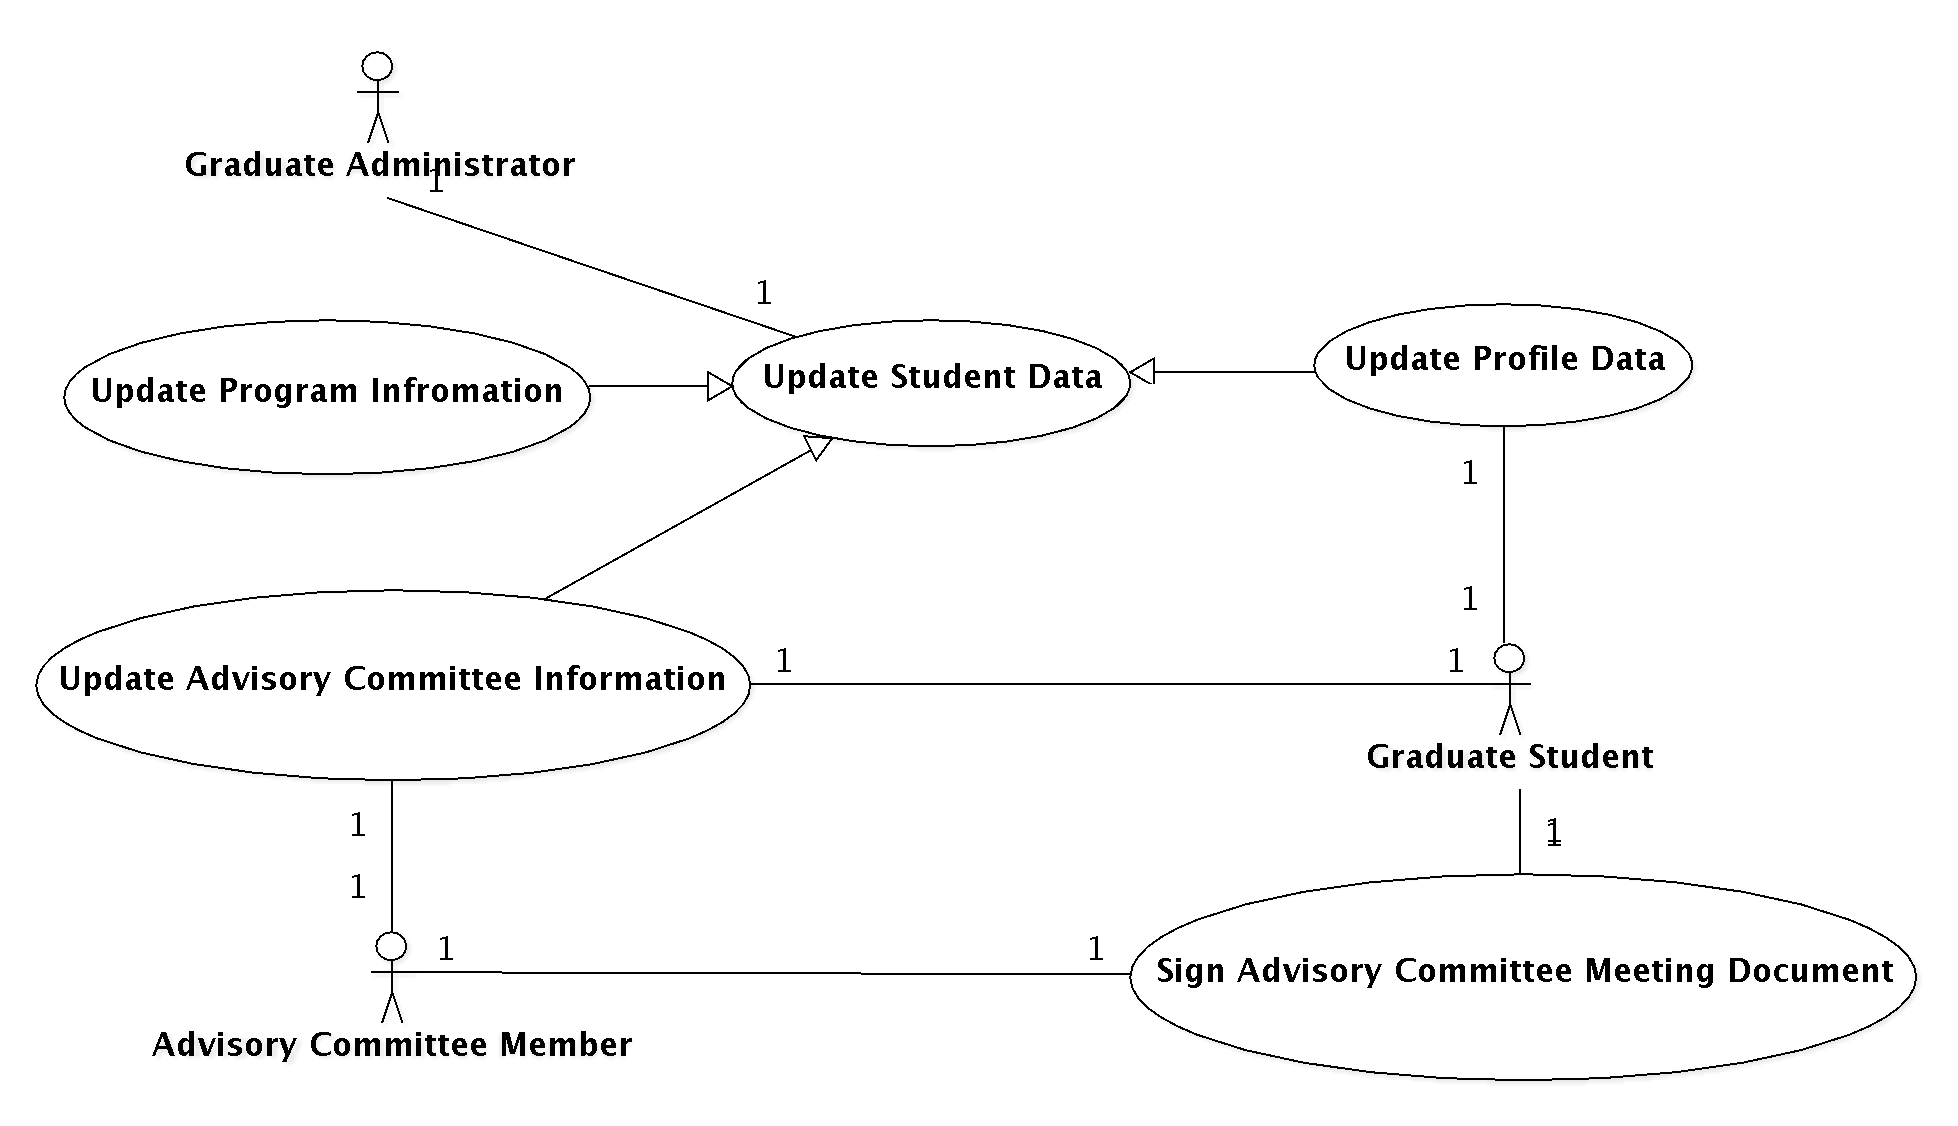 Graduate Administrator
1
1
Update Program Infromation
Update Student Data
Update Profile Data
1
1
Update Advisory Committee Information
1
1
Graduate Student
1
1
1
1
1
1
Sign Advisory Committee Meeting Document
Advisory Committee Member